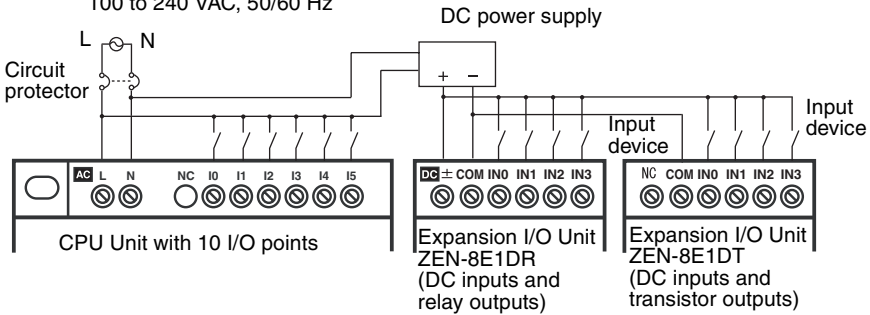 100 to 240 VAC, 50/60 Hz
DC power supply
L N
Circuit
protector
+ −
Input
device
Input
device
AC L N NC I0 I1 I2 I3 I4 I5
DC ± COM IN0 IN1 IN2 IN3
NC COM IN0 IN1 IN2 IN3
CPU Unit with 10 I/O points
Expansion I/O Unit
ZEN-8E1DR
(DC inputs and
relay outputs)
Expansion I/O Unit
ZEN-8E1DT
(DC inputs and
transistor outputs)